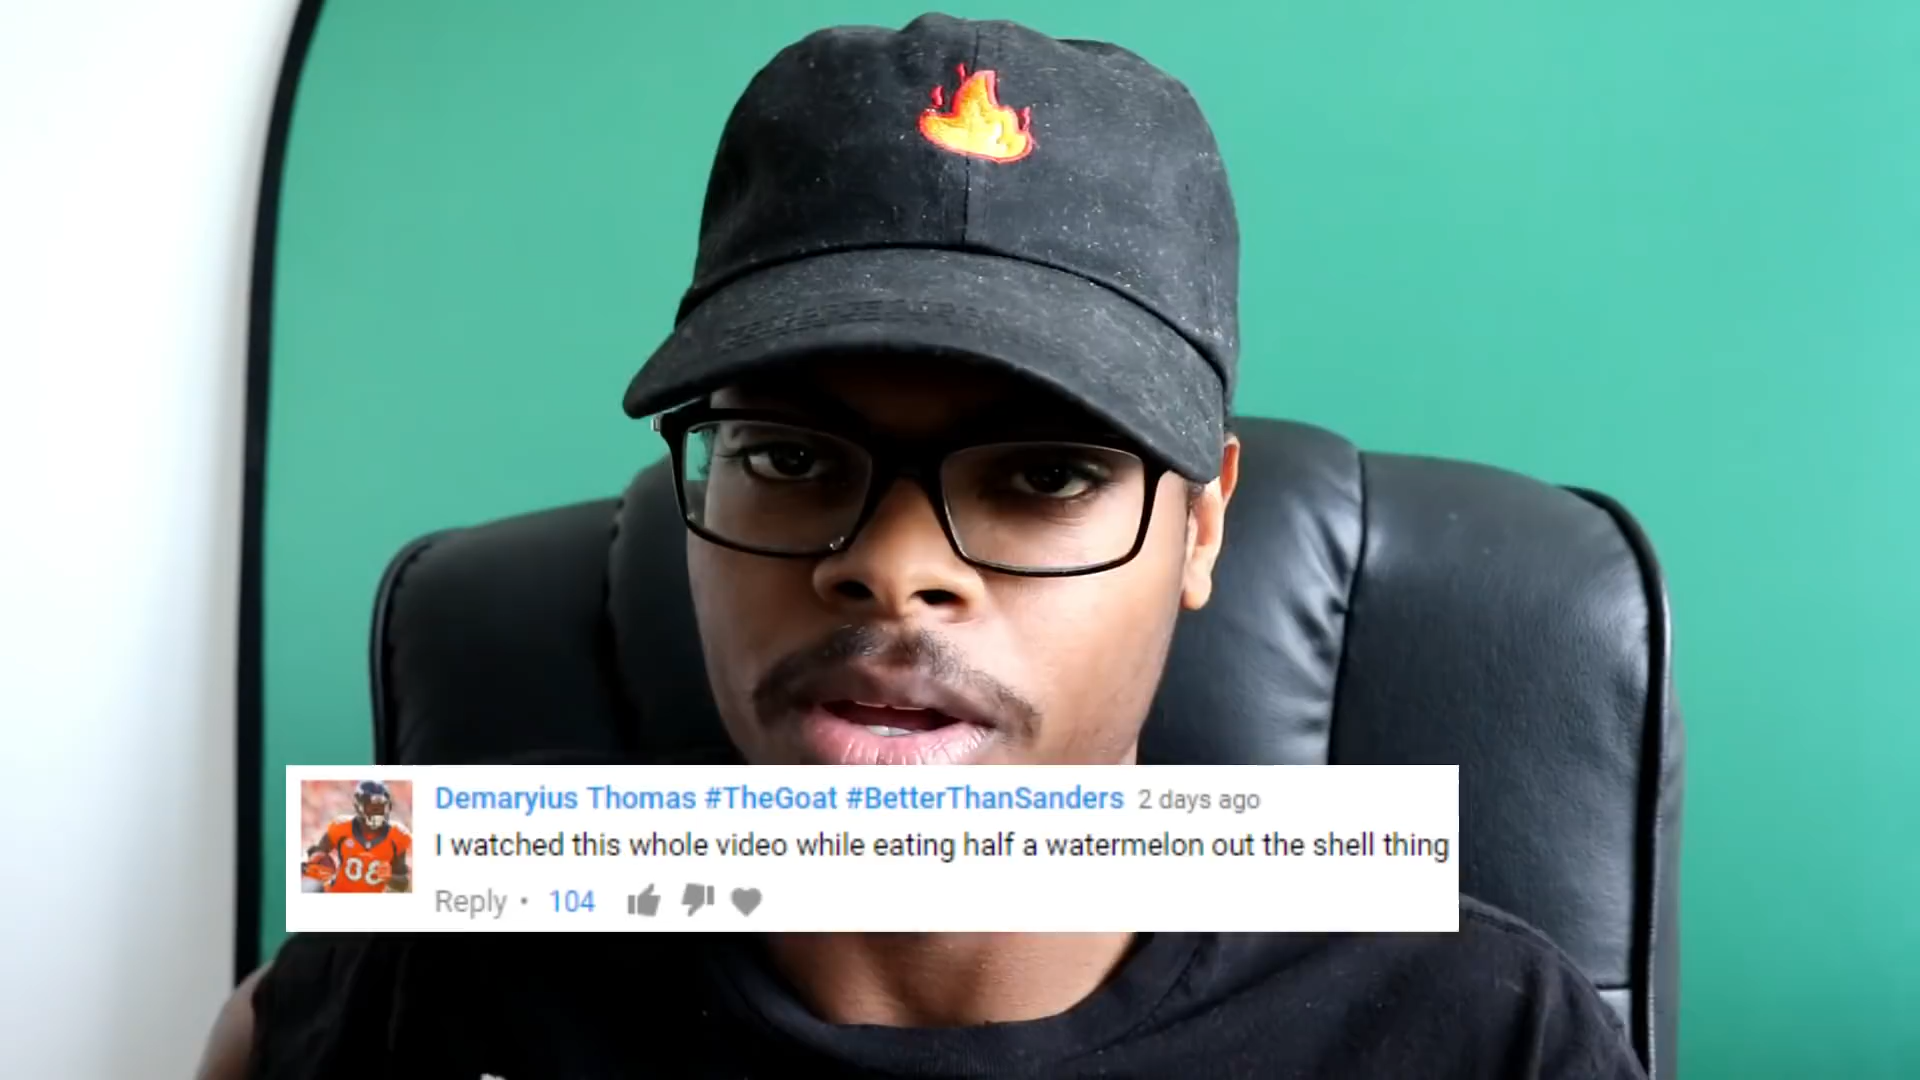 Demaryius Thomas #TheGoat #BetterThanSanders 2 days ago
I watched this whole video while eating half a watermelon out the shell thing
Reply • 104